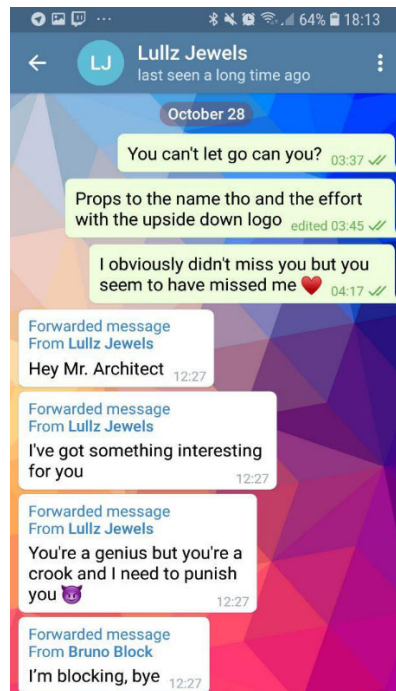 64% 18:13
LJ
Lullz Jewels
last seen a long time ago
October 28
You can't let go can you? 03:37
Props to the name tho and the effort
with the upside down logo edited 03:45
I obviously didn't miss you but you
seem to have missed me ❤️ 04:17
Forwarded message
From Lullz Jewels
Hey Mr. Architect 12:27
Forwarded message
From Lullz Jewels
I've got something interesting
for you 12:27
Forwarded message
From Lullz Jewels
You're a genius but you're a
crook and I need to punish
you 😈 12:27
Forwarded message
From Bruno Block
I'm blocking, bye 12:27